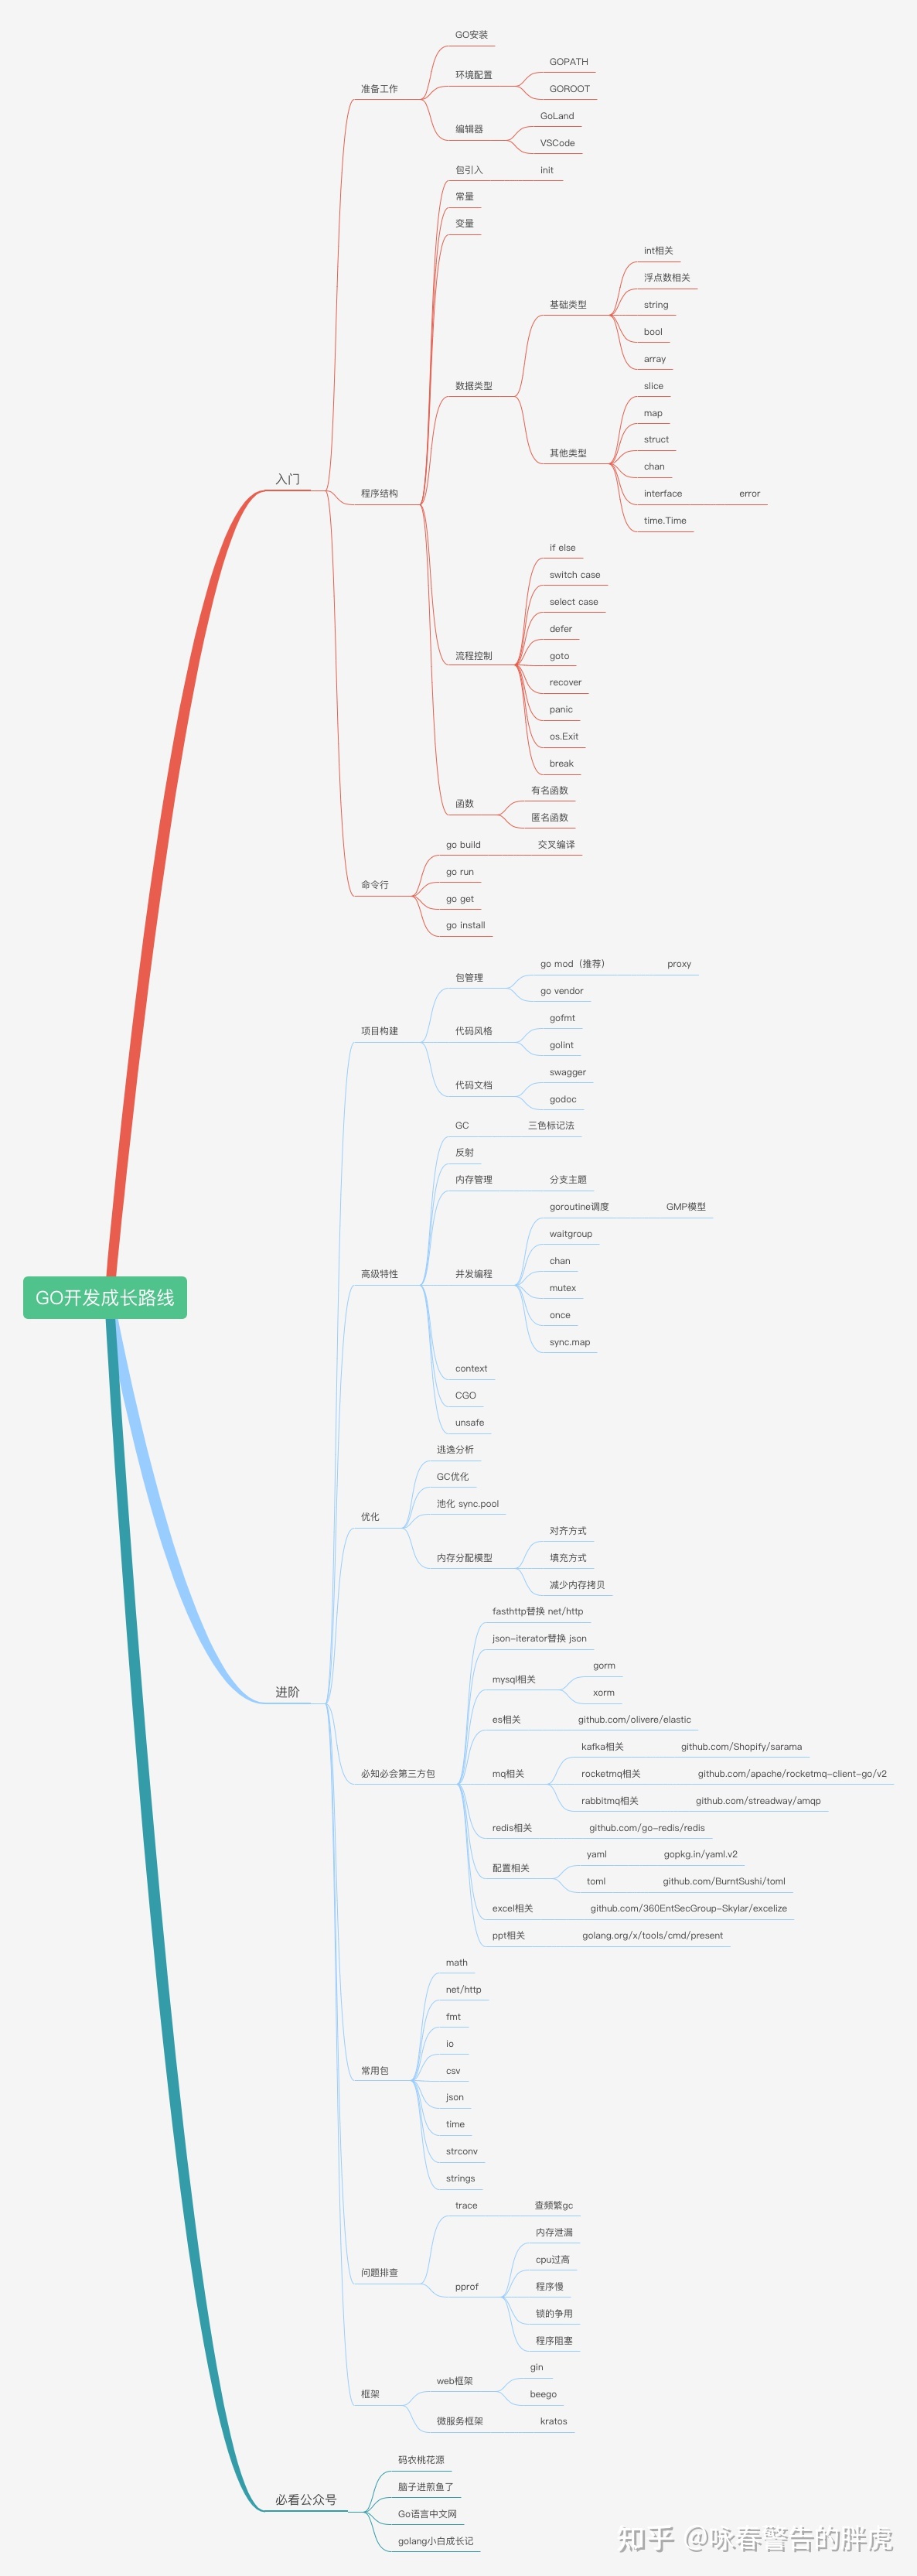 GO开发成长路线
入门
准备工作
GO安装
环境配置
GOPATH
GOROOT
编辑器
GoLand
VSCode
程序结构
包引入
init
常量
变量
数据类型
基础类型
int相关
浮点数相关
string
bool
array
其他类型
slice
map
struct
chan
interface
error
time.Time
流程控制
if else
switch case
select case
defer
goto
recover
panic
os.Exit
break
函数
有名函数
匿名函数
命令行
go build
交叉编译
go run
go get
go install
进阶
项目构建
包管理
go mod（推荐）
proxy
go vendor
代码风格
gofmt
golint
代码文档
swagger
godoc
高级特性
GC
三色标记法
反射
内存管理
分支主题
并发编程
goroutine调度
GMP模型
waitgroup
chan
mutex
once
sync.map
context
CGO
unsafe
优化
逃逸分析
GC优化
池化 sync.pool
内存分配模型
对齐方式
填充方式
减少内存拷贝
必知必会第三方包
fasthttp替换 net/http
json-iterator替换 json
mysql相关
gorm
xorm
es相关
github.com/olivere/elastic
mq相关
kafka相关
github.com/Shopify/sarama
rocketmq相关
github.com/apache/rocketmq-client-go/v2
rabbitmq相关
github.com/streadway/amqp
redis相关
github.com/go-redis/redis
配置相关
yaml
gopkg.in/yaml.v2
toml
github.com/BurntSushi/toml
excel相关
github.com/360EntSecGroup-Skylar/excelize
ppt相关
golang.org/x/tools/cmd/present
常用包
math
net/http
fmt
io
csv
json
time
strconv
strings
问题排查
trace
查频繁gc
pprof
内存泄漏
cpu过高
程序慢
锁的争用
程序阻塞
框架
web框架
gin
beego
微服务框架
kratos
必看公众号
码农桃花源
脑子进煎鱼了
Go语言中文网
golang小白成长记
知乎 @咏春警告的胖虎